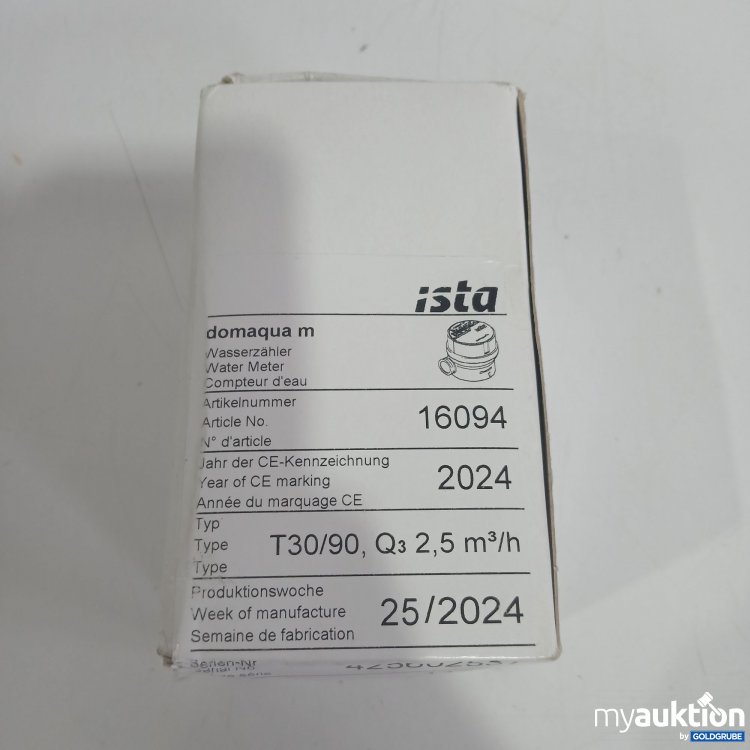 ista
domaqua m
Wasserzähler
Water Meter
Compteur d'eau
Artikelnummer
Article No.
N° d'article
16094
Jahr der CE-Kennzeichnung
Year of CE marking
Année du marquage CE
2024
Typ
Type
Type
T30/90, Q3 2,5 m³/h
Produktionswoche
Week of manufacture
Semaine de fabrication
25/2024
Serien-Nr
myauktion
by GOLDGRUBE